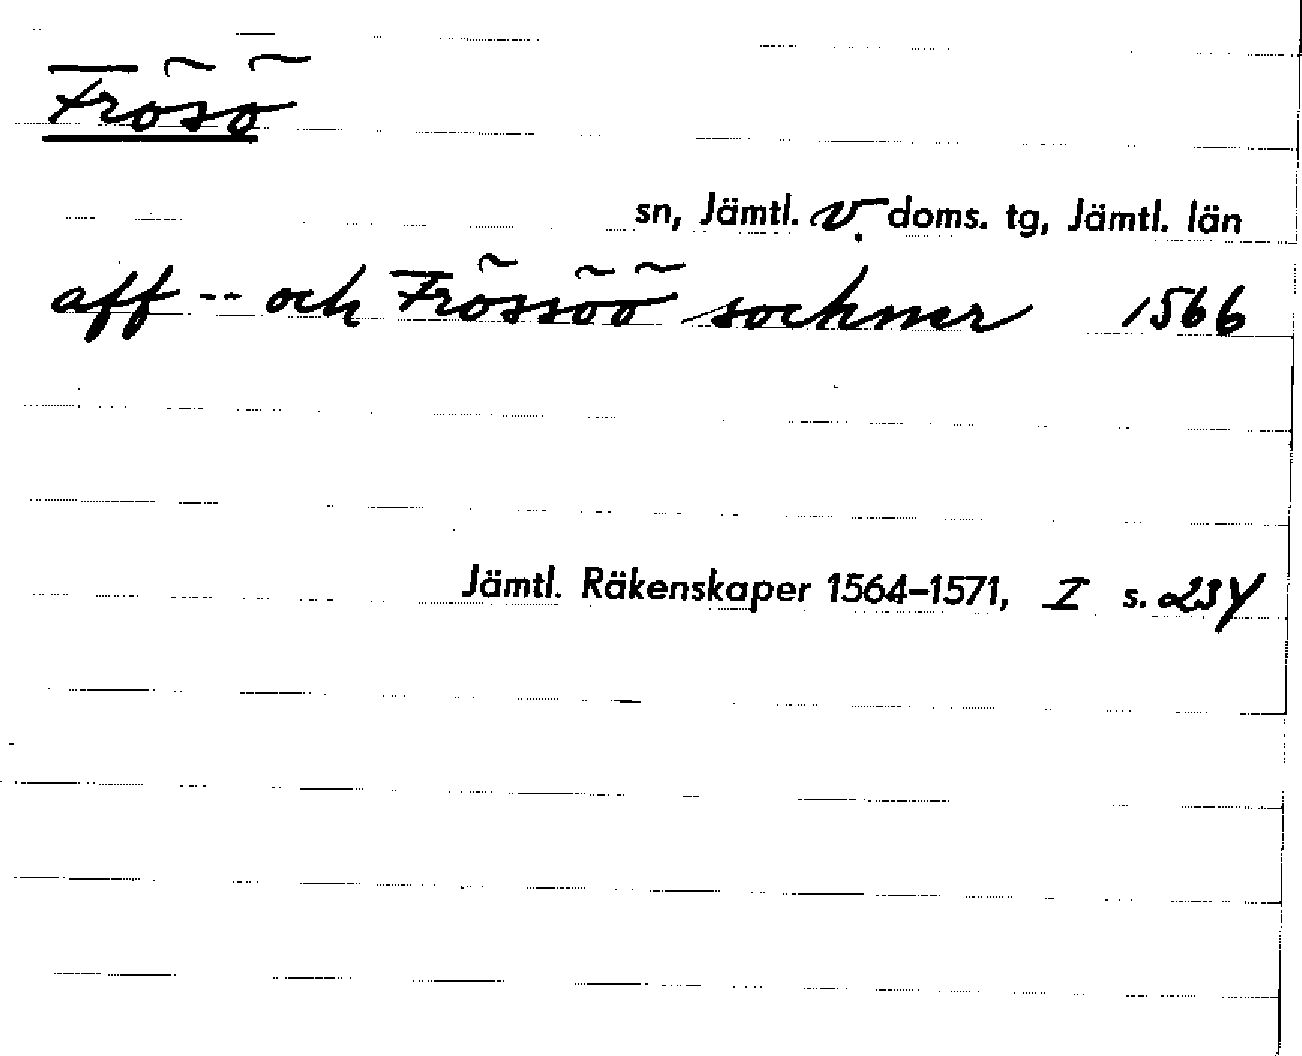 Frösö
sn, Jämtl. v. doms. tg, Jämtl. län
aff -- och Frössöö sochner 1566
Jämtl. Räkenskaper 1564-1571, I s. 234